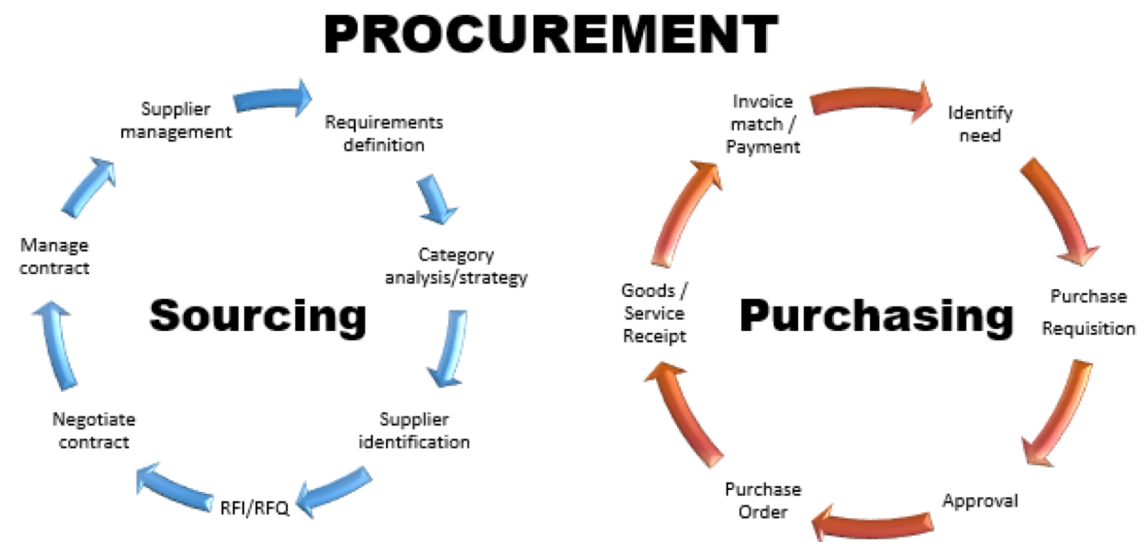 PROCUREMENT
Supplier
management
Requirements
definition
Category
analysis/strategy
Supplier
identification
RFI/RFQ
Negotiate
contract
Manage
contract
Sourcing
Invoice
match /
Payment
Identify
need
Purchase
Requisition
Approval
Purchase
Order
Goods /
Service
Receipt
Purchasing